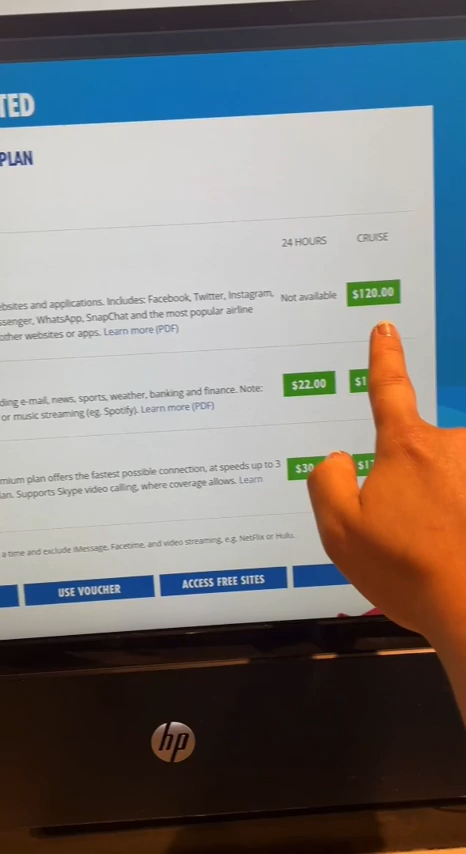 TED
PLAN
24 HOURS CRUISE
ebsites and applications. Includes: Facebook, Twitter, Instagram, Not available $120.00
ssenger, WhatsApp, SnapChat and the most popular airline
other websites or apps. Learn more (PDF)
ding e-mail, news, sports, weather, banking and finance. Note: $22.00 $1
or music streaming (eg. Spotify). Learn more (PDF)
mium plan offers the fastest possible connection, at speeds up to 3 $30 $17
lan. Supports Skype video calling, where coverage allows. Learn
a time and exclude iMessage, Facetime, and video streaming, e.g. NetFlix or Hulu.
USE VOUCHER ACCESS FREE SITES
hp